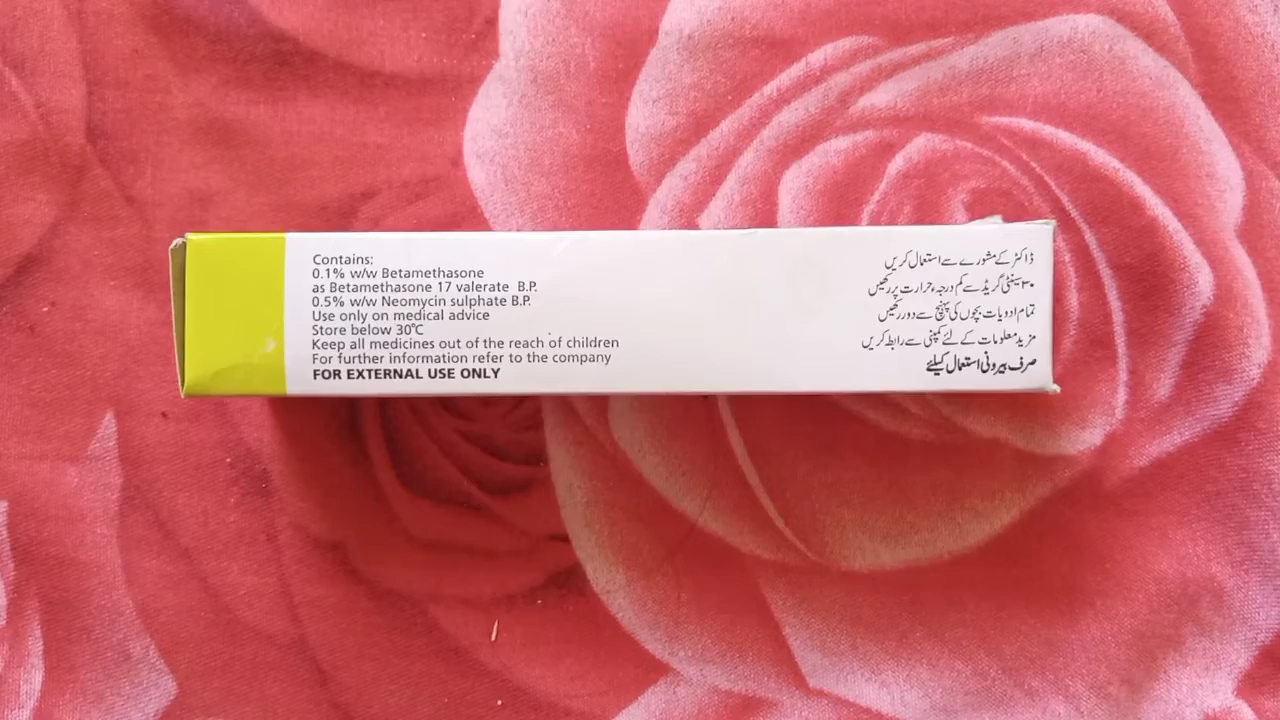 Contains:
0.1% w/w Betamethasone
as Betamethasone 17 valerate B.P.
0.5% w/w Neomycin sulphate B.P.
Use only on medical advice
Store below 30°C
Keep all medicines out of the reach of children
For further information refer to the company
FOR EXTERNAL USE ONLY
ڈاکٹر کے مشورے سے استعمال کریں
۳۰ سینٹی گریڈ سے کم درجہ حرارت پر رکھیں
تمام ادویات بچوں کی پہنچ سے دور رکھیں
مزید معلومات کے لئے کمپنی سے رابطہ کریں
صرف بیرونی استعمال کیلئے